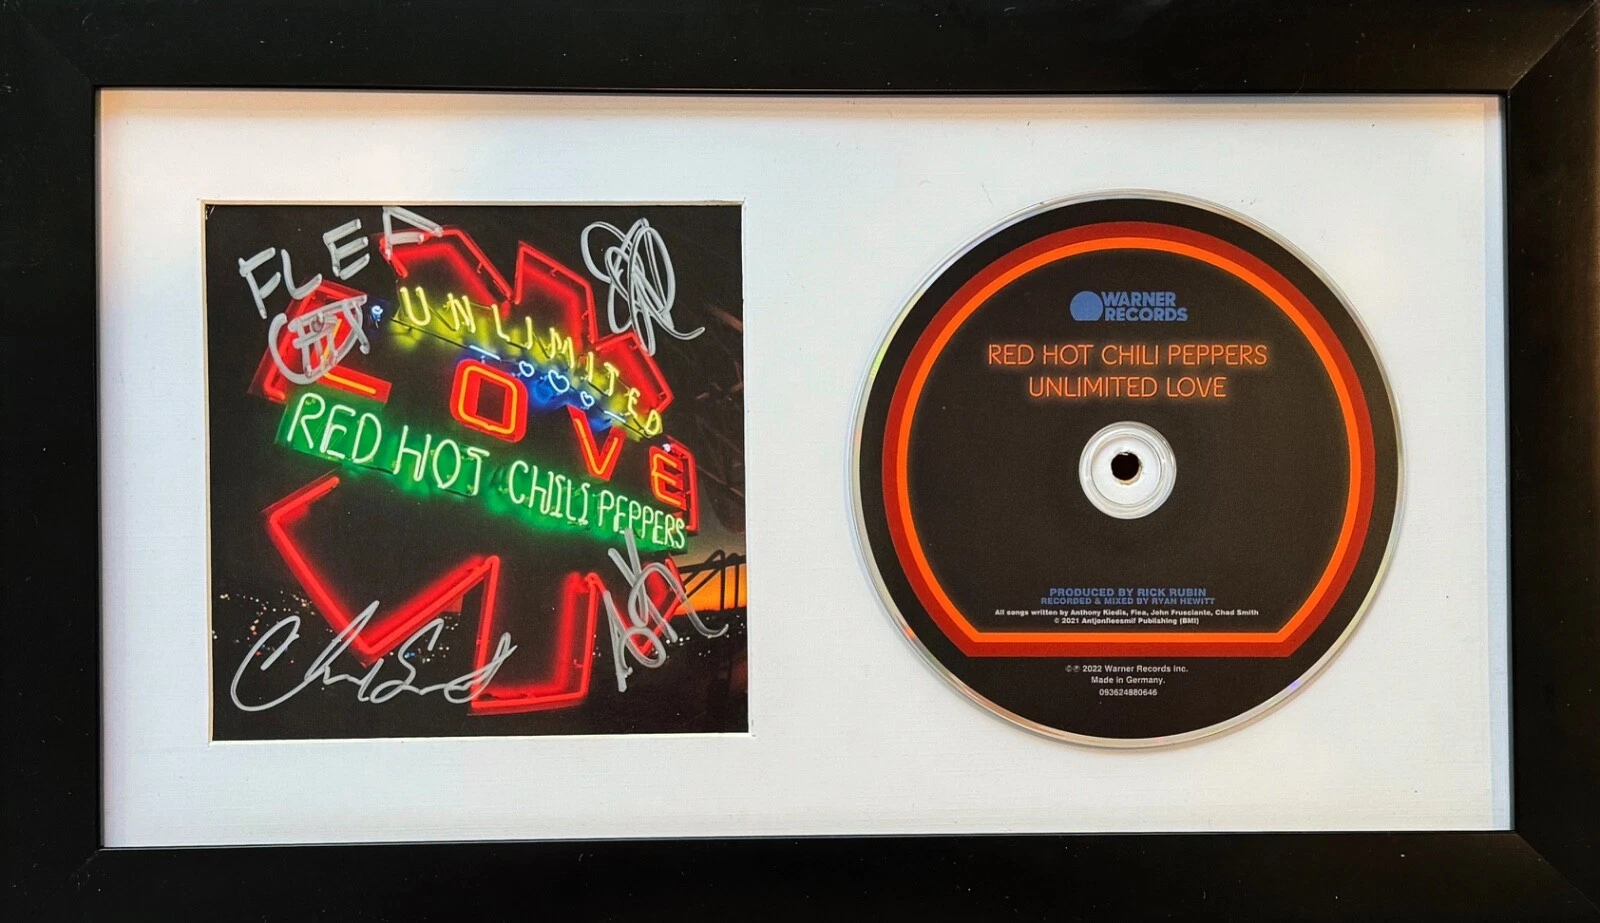 FLEA
UNLIMITED
LOVE
RED HOT CHILI PEPPERS
WARNER
RECORDS
RED HOT CHILI PEPPERS
UNLIMITED LOVE
PRODUCED BY RICK RUBIN
RECORDED & MIXED BY RYAN HEWITT
All songs written by Anthony Kiedis, Flea, John Frusciante, Chad Smith
© 2021 Antjonfleesmif Publishing (BMI)
© ℗ 2022 Warner Records Inc.
Made in Germany.
093624880646